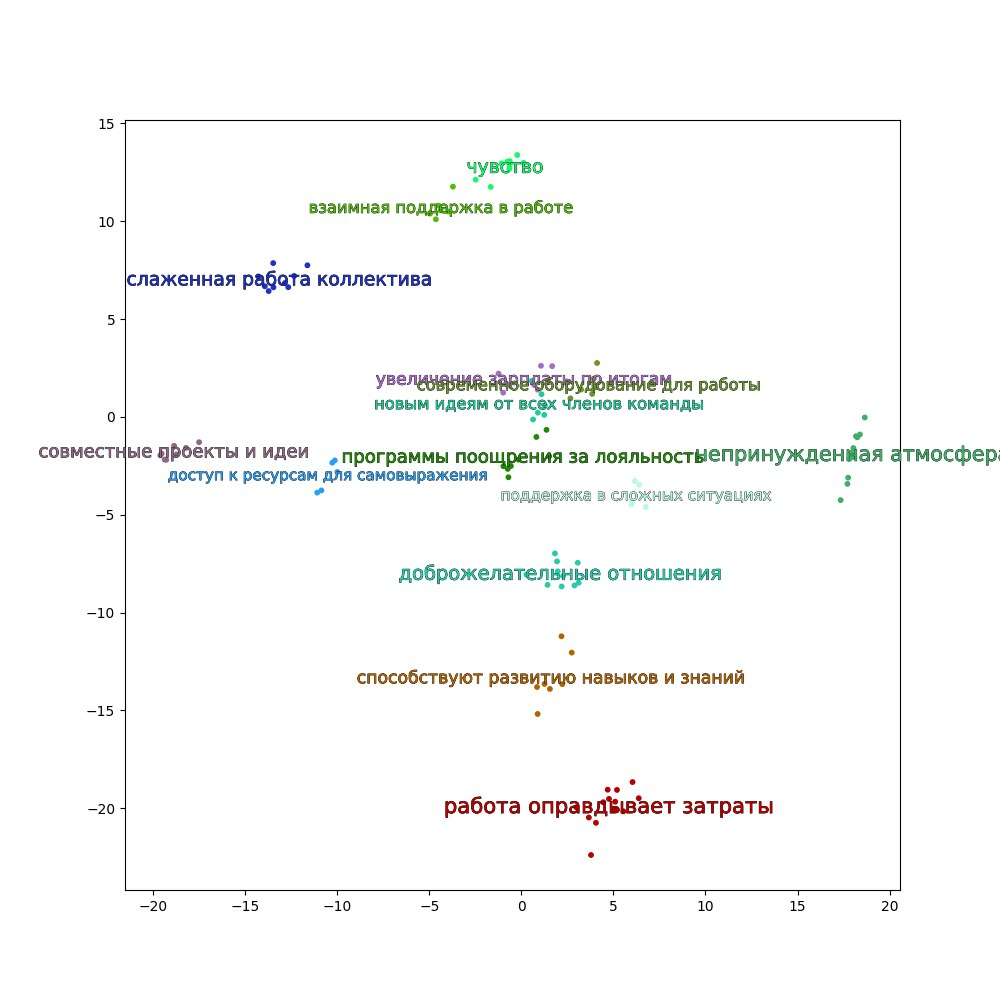 15
чувство
взаимная поддержка в работе
10
слаженная работа коллектива
5
увеличение зарплаты по итогам
современное оборудование для работы
новым идеям от всех членов команды
0
совместные проекты и идеи
программы поощрения за лояльность
непринужденная атмосфера
доступ к ресурсам для самовыражения
поддержка в сложных ситуациях
−5
доброжелательные отношения
−10
способствуют развитию навыков и знаний
−15
работа оправдывает затраты
−20
−20 −15 −10 −5 0 5 10 15 20